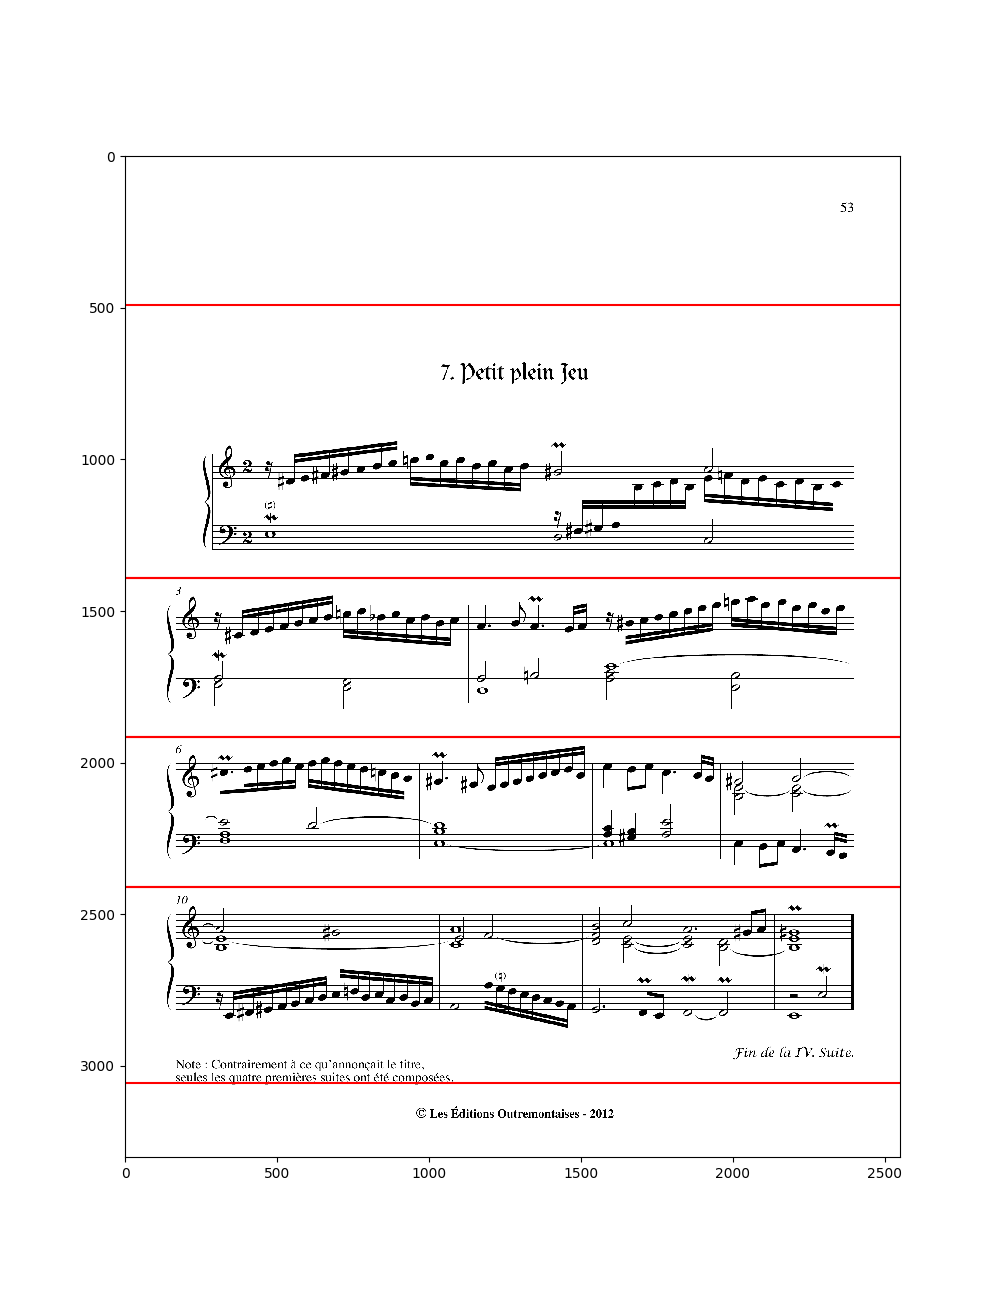 0
53
500
7. Petit plein Jeu
1000
2
(♯)
2
1500
3
2000
6
2500
10
(♮)
Fin de la IV. Suite.
3000
Note : Contrairement à ce qu'annonçait le titre,
seules les quatre premières suites ont été composées.
© Les Éditions Outremontaises - 2012
0 500 1000 1500 2000 2500